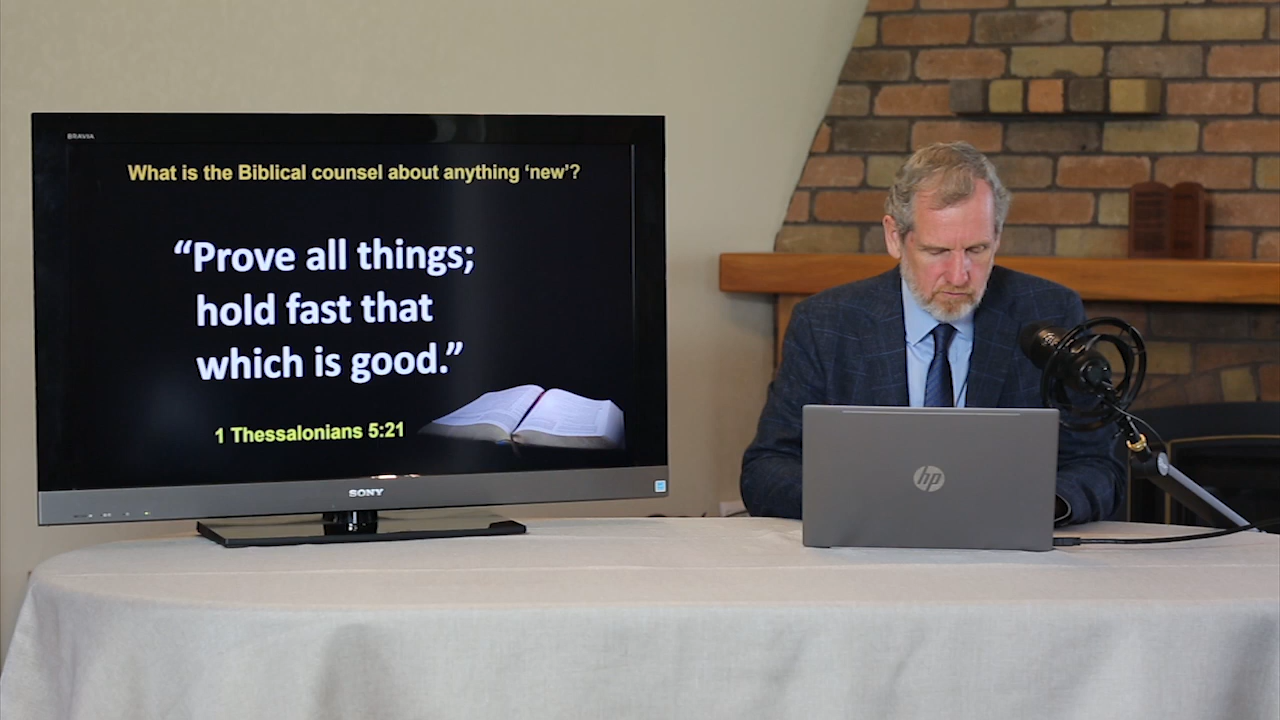 BRAVIA
What is the Biblical counsel about anything ‘new’?
“Prove all things;
hold fast that
which is good.”
1 Thessalonians 5:21
SONY
hp